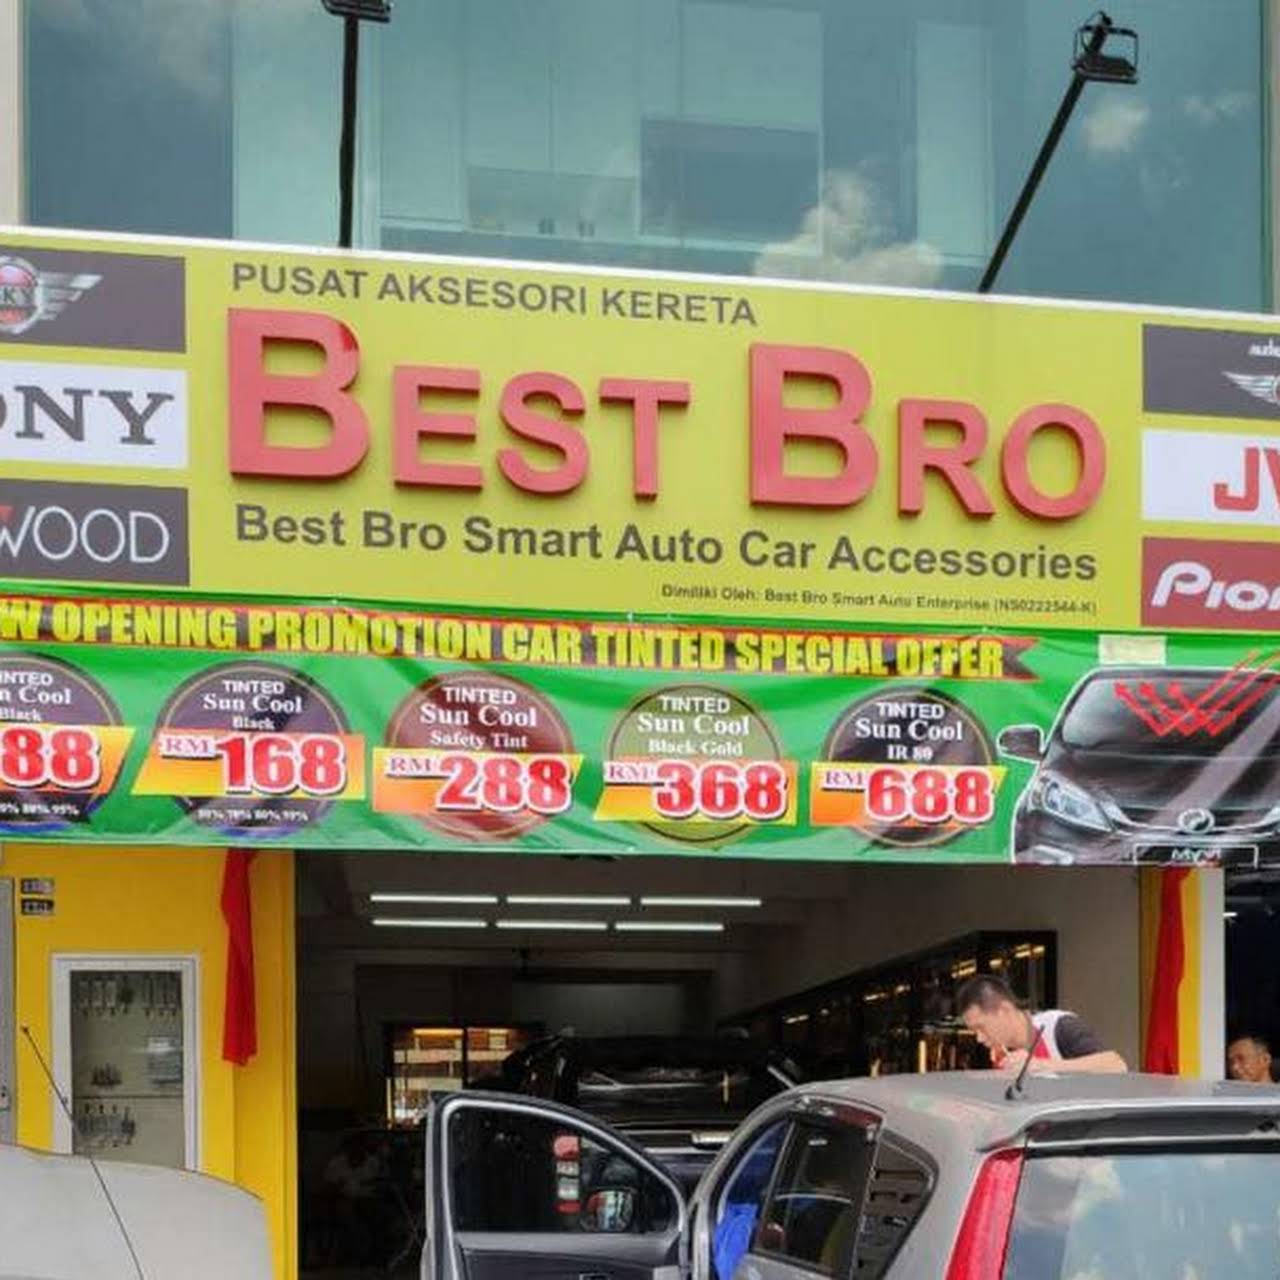 PUSAT AKSESORI KERETA
BEST BRO
Best Bro Smart Auto Car Accessories
Dimiliki Oleh: Best Bro Smart Auto Enterprise (NS0222544-K)
ONY
WOOD
JV
PIO
W OPENING PROMOTION CAR TINTED SPECIAL OFFER
INTED
n Cool
Black
88
TINTED
Sun Cool
Black
RM 168
TINTED
Sun Cool
Safety Tint
RM 288
TINTED
Sun Cool
Black Gold
RM 368
TINTED
Sun Cool
IR 80
RM 688
MYVI